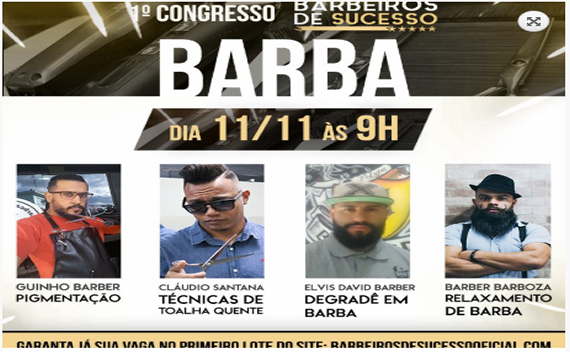 1º CONGRESSO
BARBEIROS
DE SUCESSO
BARBA
DIA 11/11 ÀS 9H
GUINHO BARBER
PIGMENTAÇÃO
CLÁUDIO SANTANA
TÉCNICAS DE
TOALHA QUENTE
ELVIS DAVID BARBER
DEGRADÊ EM
BARBA
BARBER BARBOZA
RELAXAMENTO
DE BARBA
GARANTA JÁ SUA VAGA NO PRIMEIRO LOTE DO SITE: BARBEIROSDESUCESSOOFICIAL.COM